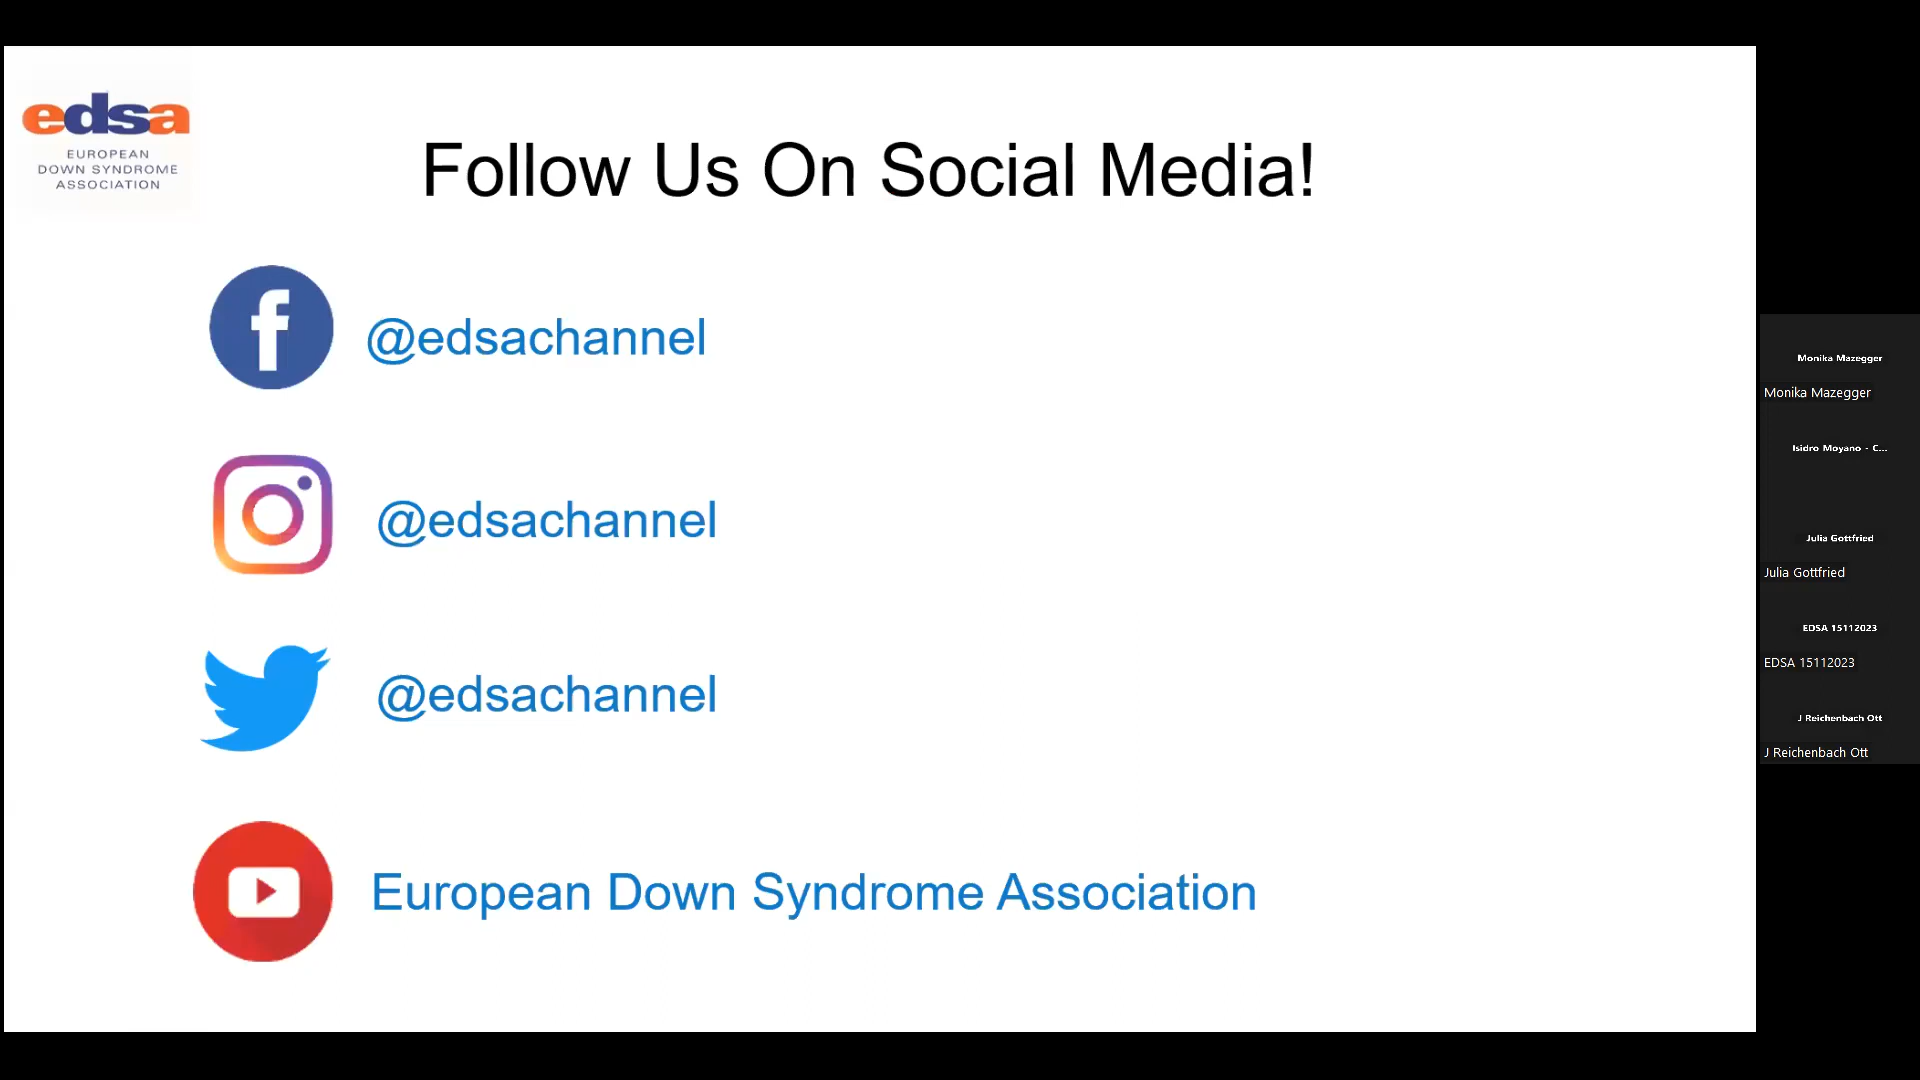 edsa
EUROPEAN
DOWN SYNDROME
ASSOCIATION
Follow Us On Social Media!
@edsachannel
@edsachannel
@edsachannel
European Down Syndrome Association
Monika Mazegger
Monika Mazegger
Isidro Moyano - C...
Julia Gottfried
Julia Gottfried
EDSA 15112023
EDSA 15112023
J Reichenbach Ott
J Reichenbach Ott